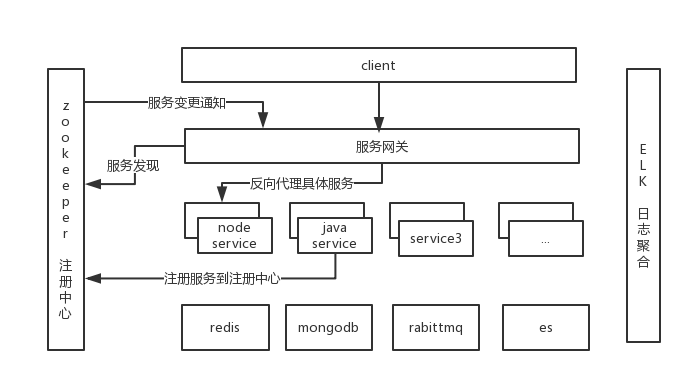 client
服务变更通知
服务网关
服务发现
反向代理具体服务
node
service
java
service
service3
...
注册服务到注册中心
redis
mongodb
rabittmq
es
zookeeper 注册中心
ELK 日志聚合